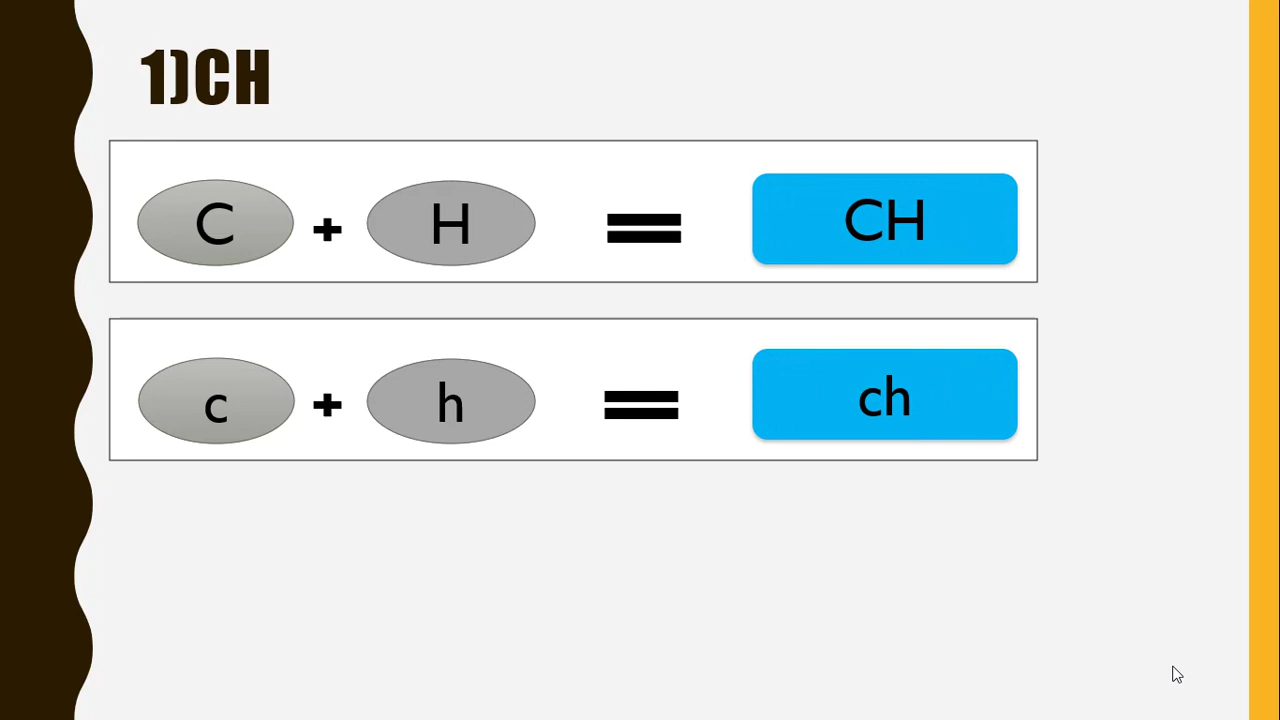 1)CH
C + H = CH
c + h = ch